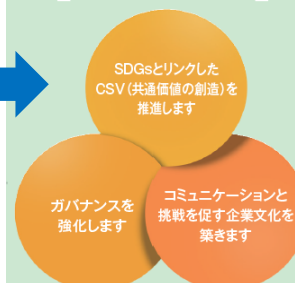 SDGsとリンクした
CSV(共通価値の創造)を
推進します
ガバナンスを
強化します
コミュニケーションと
挑戦を促す企業文化を
築きます